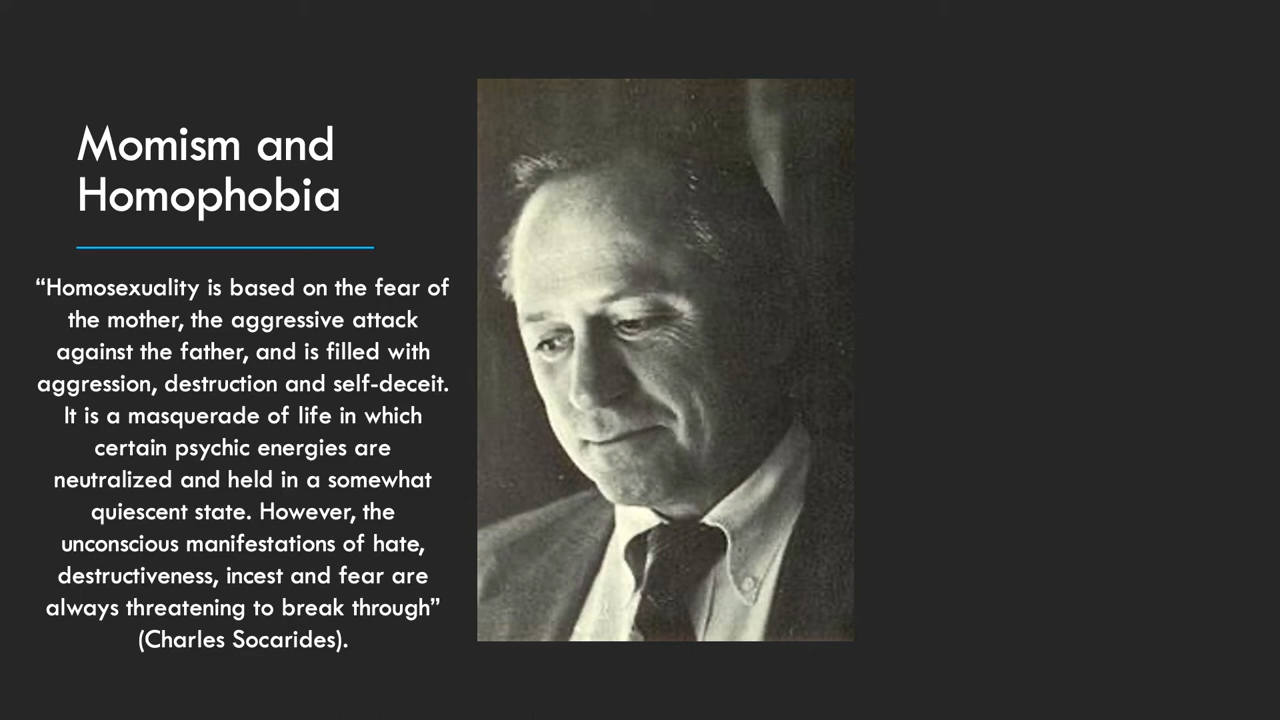 Momism and
Homophobia
“Homosexuality is based on the fear of
the mother, the aggressive attack
against the father, and is filled with
aggression, destruction and self-deceit.
It is a masquerade of life in which
certain psychic energies are
neutralized and held in a somewhat
quiescent state. However, the
unconscious manifestations of hate,
destructiveness, incest and fear are
always threatening to break through”
(Charles Socarides).